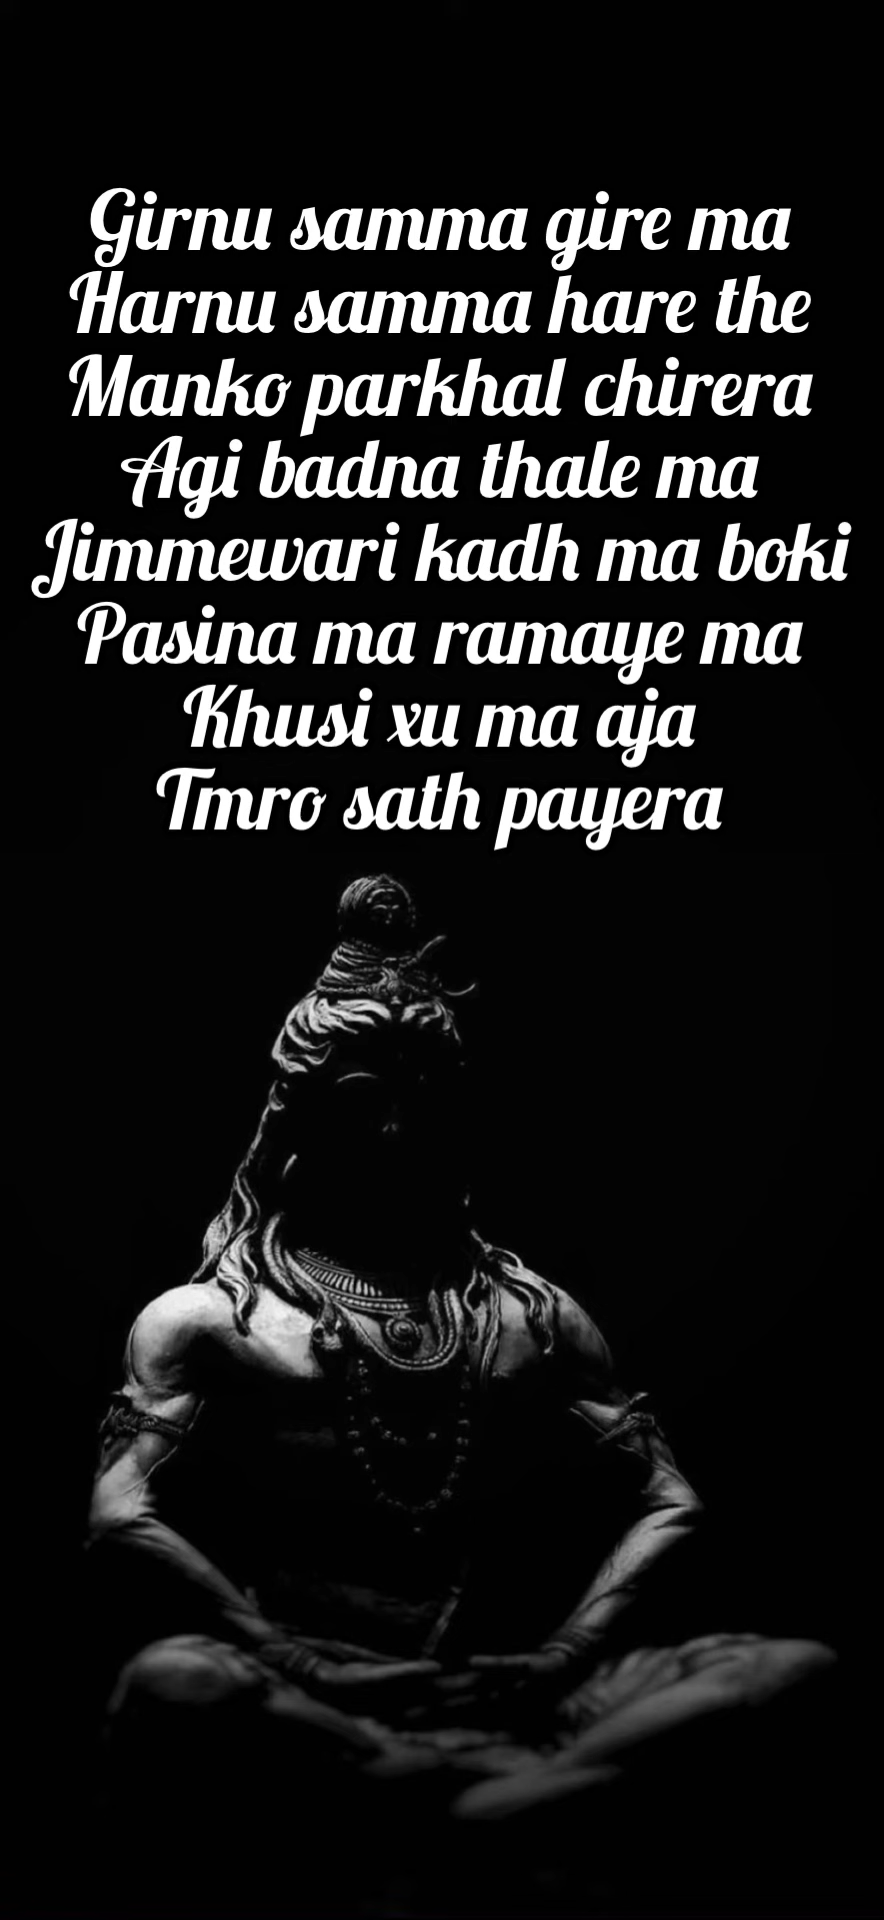 Girnu samma gire ma
Harnu samma hare the
Manko parkhal chirera
Agi badna thale ma
Jimmewari kadh ma boki
Pasina ma ramaye ma
Khusi xu ma aja
Tmro sath payera